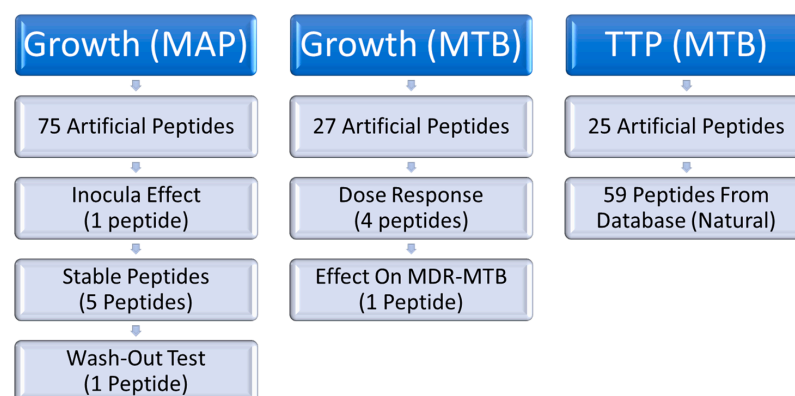 Growth (MAP)
75 Artificial Peptides
Inocula Effect
(1 peptide)
Stable Peptides
(5 Peptides)
Wash-Out Test
(1 Peptide)
Growth (MTB)
27 Artificial Peptides
Dose Response
(4 peptides)
Effect On MDR-MTB
(1 Peptide)
TTP (MTB)
25 Artificial Peptides
59 Peptides From
Database (Natural)